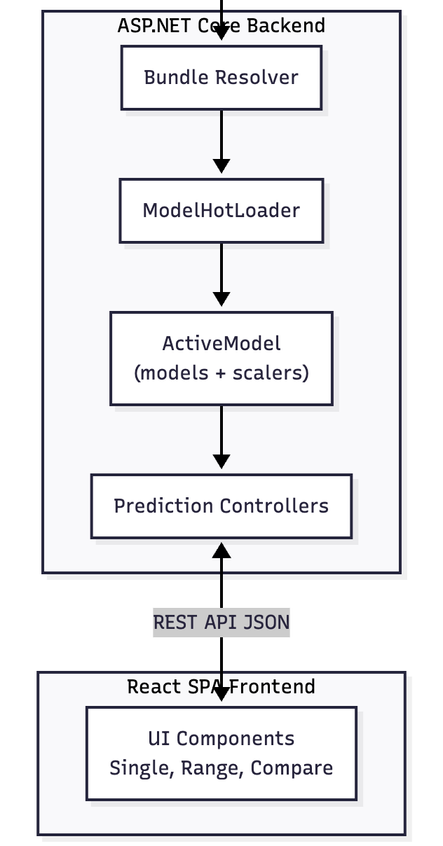 ASP.NET Core Backend
Bundle Resolver
ModelHotLoader
ActiveModel
(models + scalers)
Prediction Controllers
REST API JSON
React SPA Frontend
UI Components
Single, Range, Compare